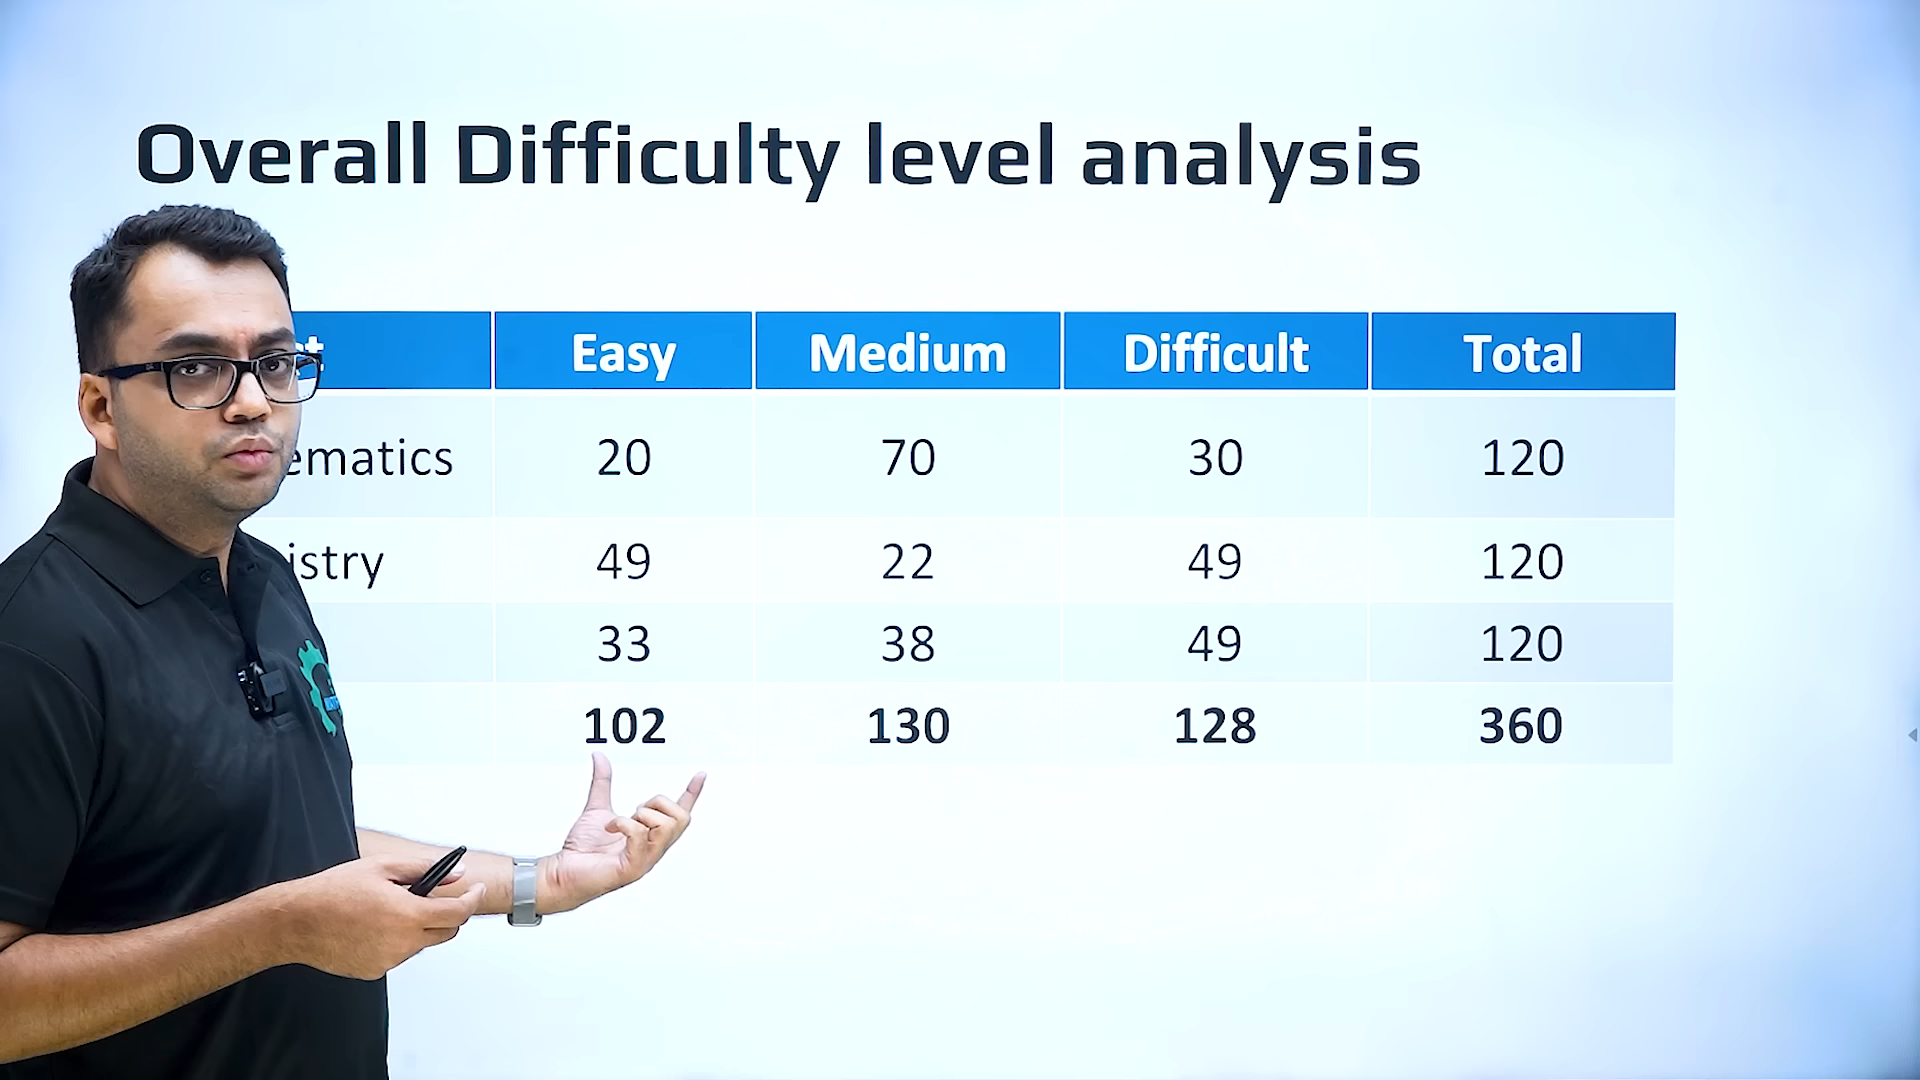 Overall Difficulty level analysis
Easy Medium Difficult Total
ematics 20 70 30 120
istry 49 22 49 120
33 38 49 120
102 130 128 360